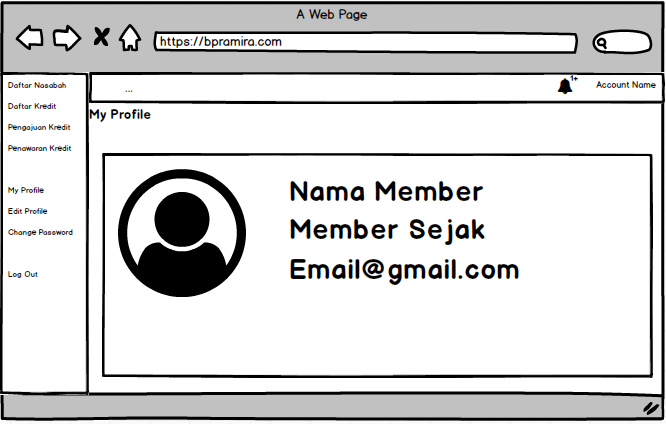 A Web Page
https://bpramira.com
Daftar Nasabah
Daftar Kredit
Pengajuan Kredit
Penawaran Kredit
My Profile
Edit Profile
Change Password
Log Out
...
1+
Account Name
My Profile
Nama Member
Member Sejak
Email@gmail.com